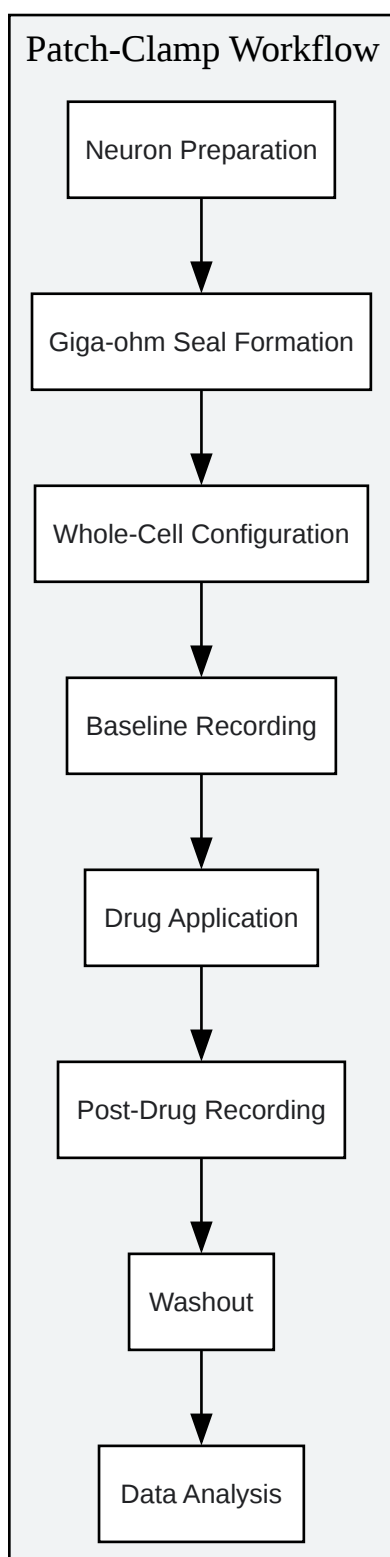 Patch-Clamp Workflow
Neuron Preparation
Giga-ohm Seal Formation
Whole-Cell Configuration
Baseline Recording
Drug Application
Post-Drug Recording
Washout
Data Analysis